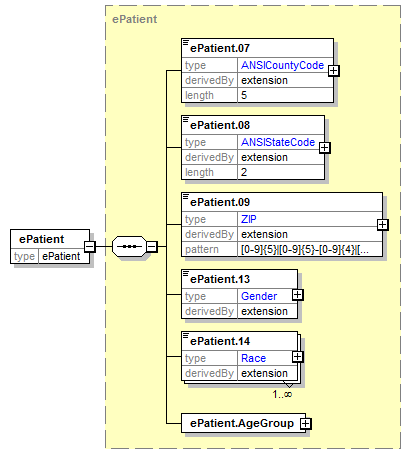 ePatient
ePatient.07
type ANSICountyCode
derivedBy extension
length 5
ePatient.08
type ANSIStateCode
derivedBy extension
length 2
ePatient.09
type ZIP
derivedBy extension
pattern [0-9]{5}|[0-9]{5}-[0-9]{4}|[...
ePatient
type ePatient
ePatient.13
type Gender
derivedBy extension
ePatient.14
type Race
derivedBy extension
1..∞
ePatient.AgeGroup